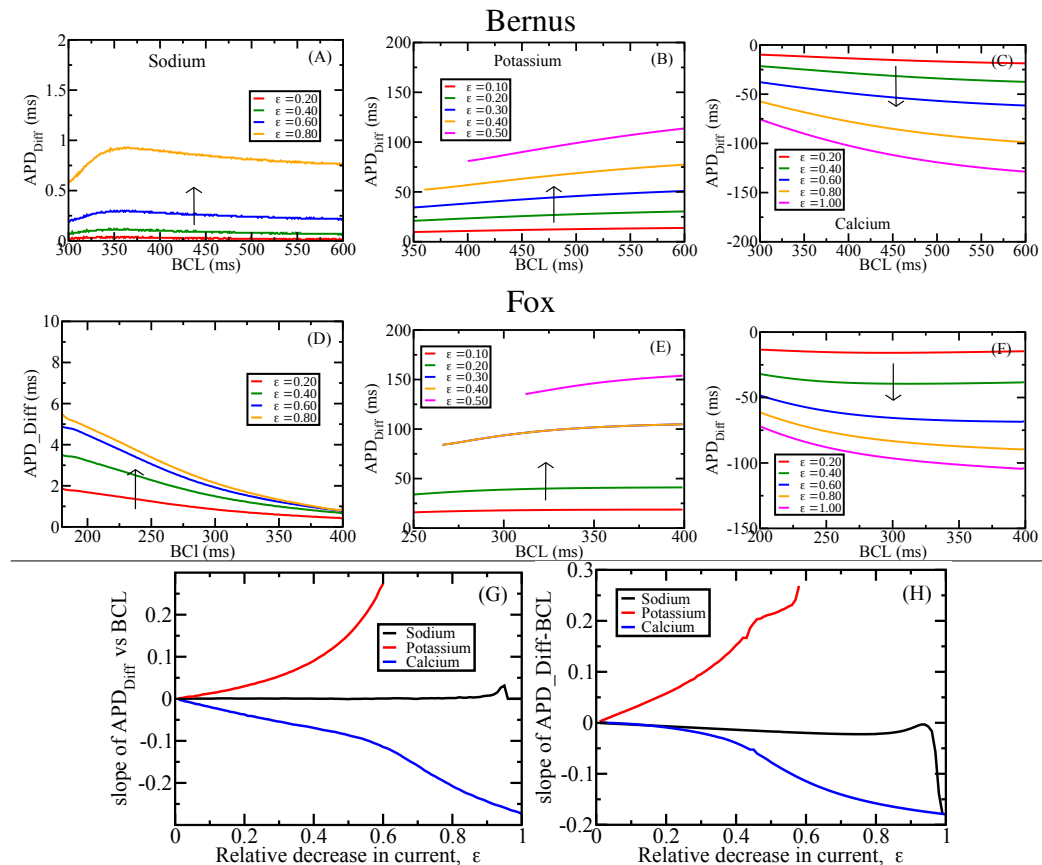 Bernus
(A)
Sodium
2
1.5
1
0.5
0
APD_Diff (ms)
ε = 0.20
ε = 0.40
ε = 0.60
ε = 0.80
300 350 400 450 500 550 600
BCL (ms)
(B)
Potassium
200
150
100
50
0
APD_Diff (ms)
ε = 0.10
ε = 0.20
ε = 0.30
ε = 0.40
ε = 0.50
350 400 450 500 550 600
BCL (ms)
(C)
0
-50
-100
-150
-200
APD_Diff (ms)
ε = 0.20
ε = 0.40
ε = 0.60
ε = 0.80
ε = 1.00
Calcium
300 350 400 450 500 550 600
BCL (ms)
Fox
(D)
10
8
6
4
2
0
APD_Diff (ms)
ε = 0.20
ε = 0.40
ε = 0.60
ε = 0.80
200 250 300 350 400
BCl (ms)
(E)
200
150
100
50
0
APD_Diff (ms)
ε = 0.10
ε = 0.20
ε = 0.30
ε = 0.40
ε = 0.50
250 300 350 400
BCL (ms)
(F)
0
-50
-100
-150
APD_Diff (ms)
ε = 0.20
ε = 0.40
ε = 0.60
ε = 0.80
ε = 1.00
200 250 300 350 400
BCL (ms)
(G)
0.2
0.1
0
-0.1
-0.2
slope of APD_Diff vs BCL
Sodium
Potassium
Calcium
0 0.2 0.4 0.6 0.8 1
Relative decrease in current, ε
(H)
0.3
0.2
0.1
0
-0.1
-0.2
slope of APD_Diff-BCL
Sodium
Potassium
Calcium
0 0.2 0.4 0.6 0.8 1
Relative decrease in current, ε